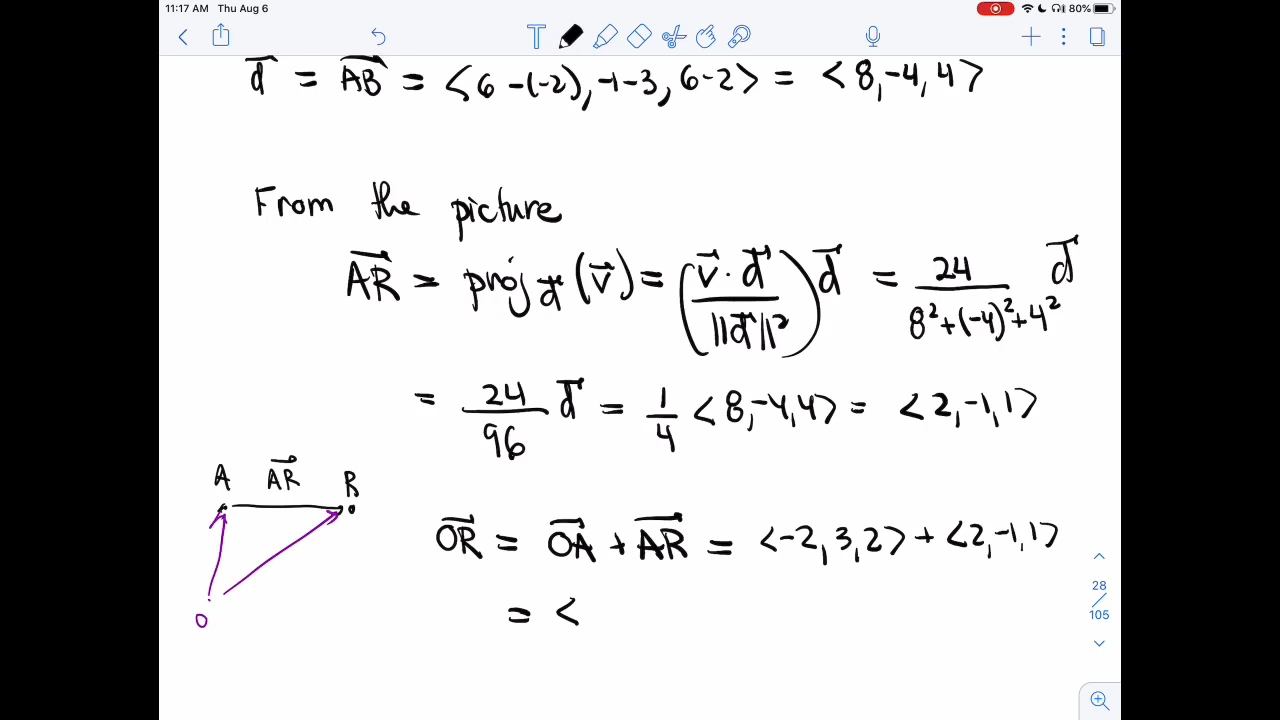 11:17 AM Thu Aug 6 80%
T
d⃗ = AB⃗ = <6-(-2), -1-3, 6-2> = <8, -4, 4>
From the picture
AR⃗ = proj_d⃗ (v⃗) = (v⃗ · d⃗ / ||d⃗||²) d⃗ = 24 / (8² + (-4)² + 4²) d⃗
= 24/96 d⃗ = 1/4 <8, -4, 4> = <2, -1, 1>
A AR⃗ R
OR⃗ = OA⃗ + AR⃗ = <-2, 3, 2> + <2, -1, 1>
= <
O
28/105